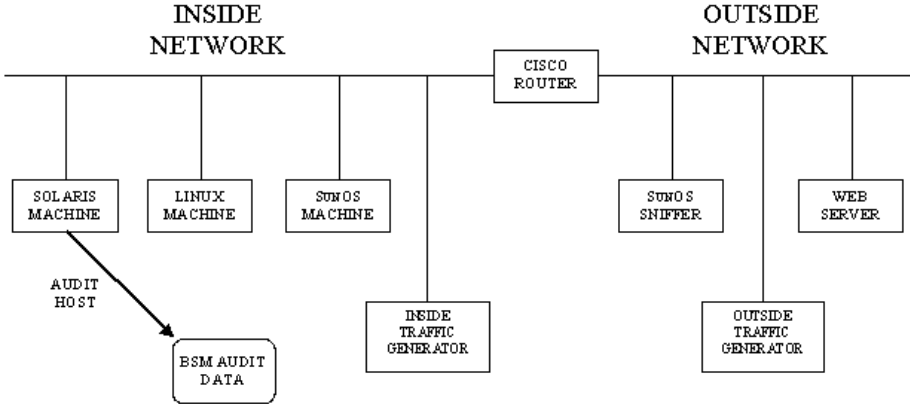 INSIDE
NETWORK
OUTSIDE
NETWORK
CISCO
ROUTER
SOLARIS
MACHINE
LINUX
MACHINE
SUNOS
MACHINE
SUNOS
SNIFFER
WEB
SERVER
AUDIT
HOST
INSIDE
TRAFFIC
GENERATOR
OUTSIDE
TRAFFIC
GENERATOR
BSM AUDIT
DATA